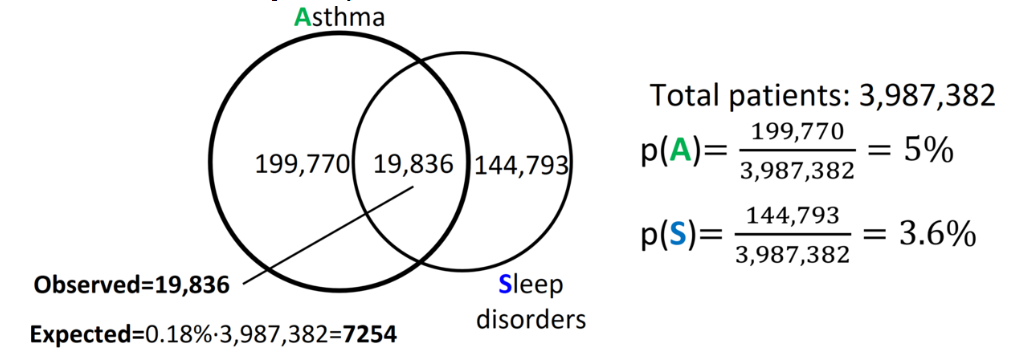 Asthma
199,770 19,836 144,793
Observed=19,836
Expected=0.18%·3,987,382=7254
Sleep
disorders
Total patients: 3,987,382
p(A)= 199,770 / 3,987,382 = 5%
p(S)= 144,793 / 3,987,382 = 3.6%